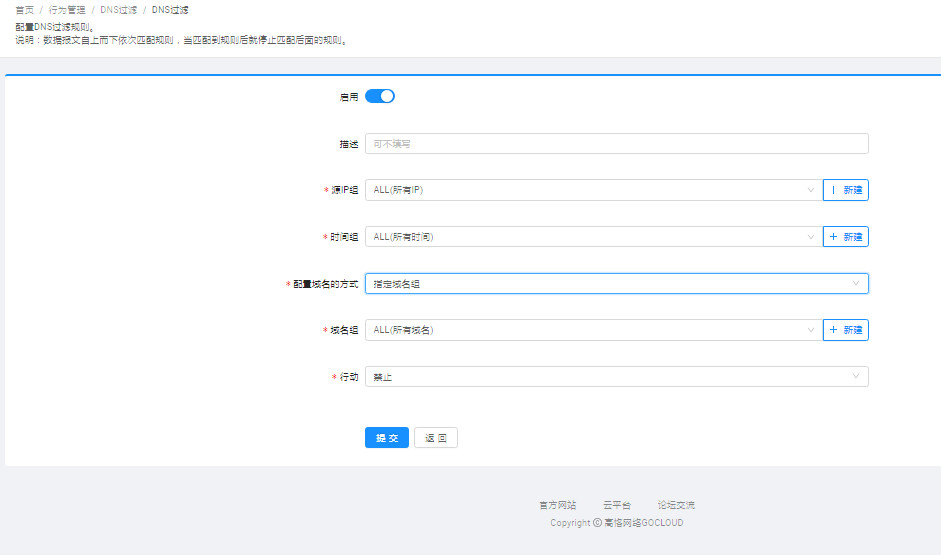 首页 / 行为管理 / DNS过滤 / DNS过滤
配置DNS过滤规则。
说明：数据报文自上而下依次匹配规则，当匹配到规则后就停止匹配后面的规则。
启用
描述 可不填写
* 源IP组 ALL(所有IP) 新建
* 时间组 ALL(所有时间) + 新建
* 配置域名的方式 指定域名组
* 域名组 ALL(所有域名) + 新建
* 行动 禁止
提 交 返 回
官方网站 云平台 论坛交流
Copyright © 高恪网络GOCLOUD